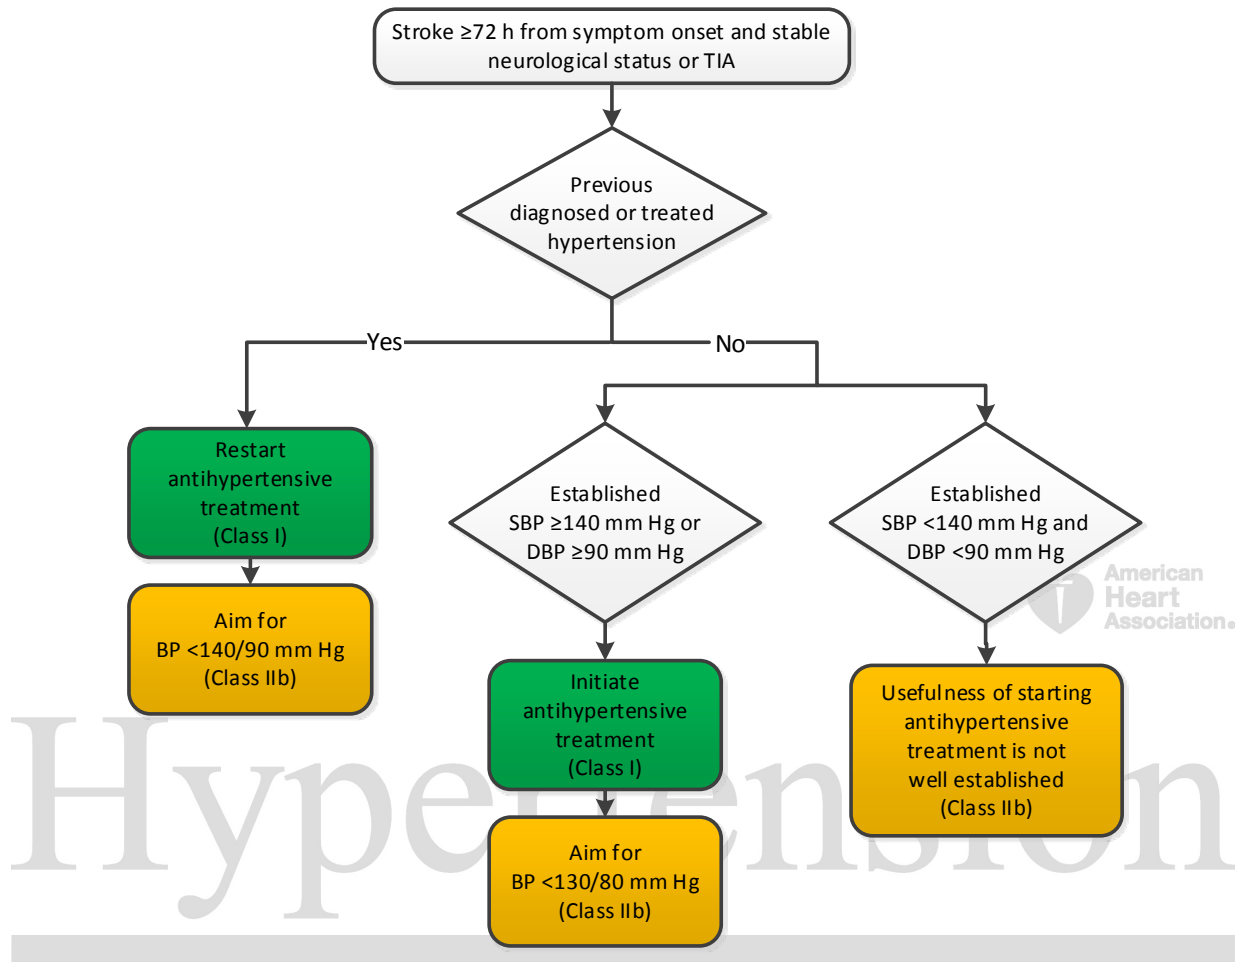 Stroke ≥72 h from symptom onset and stable
neurological status or TIA
Previous
diagnosed or treated
hypertension
Yes
No
Restart
antihypertensive
treatment
(Class I)
Aim for
BP <140/90 mm Hg
(Class IIb)
Established
SBP ≥140 mm Hg or
DBP ≥90 mm Hg
Initiate
antihypertensive
treatment
(Class I)
Aim for
BP <130/80 mm Hg
(Class IIb)
Established
SBP <140 mm Hg and
DBP <90 mm Hg
Usefulness of starting
antihypertensive
treatment is not
well established
(Class IIb)
American
Heart
Association.
Hypertension